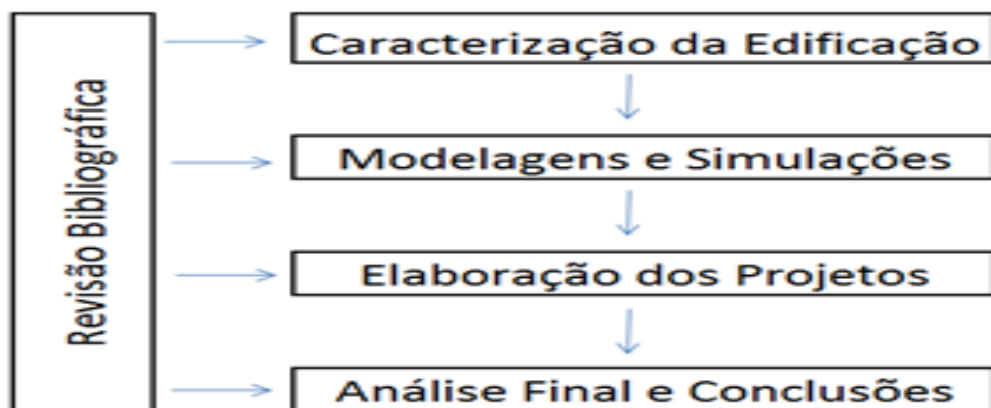 Revisão Bibliográfica
Caracterização da Edificação
Modelagens e Simulações
Elaboração dos Projetos
Análise Final e Conclusões